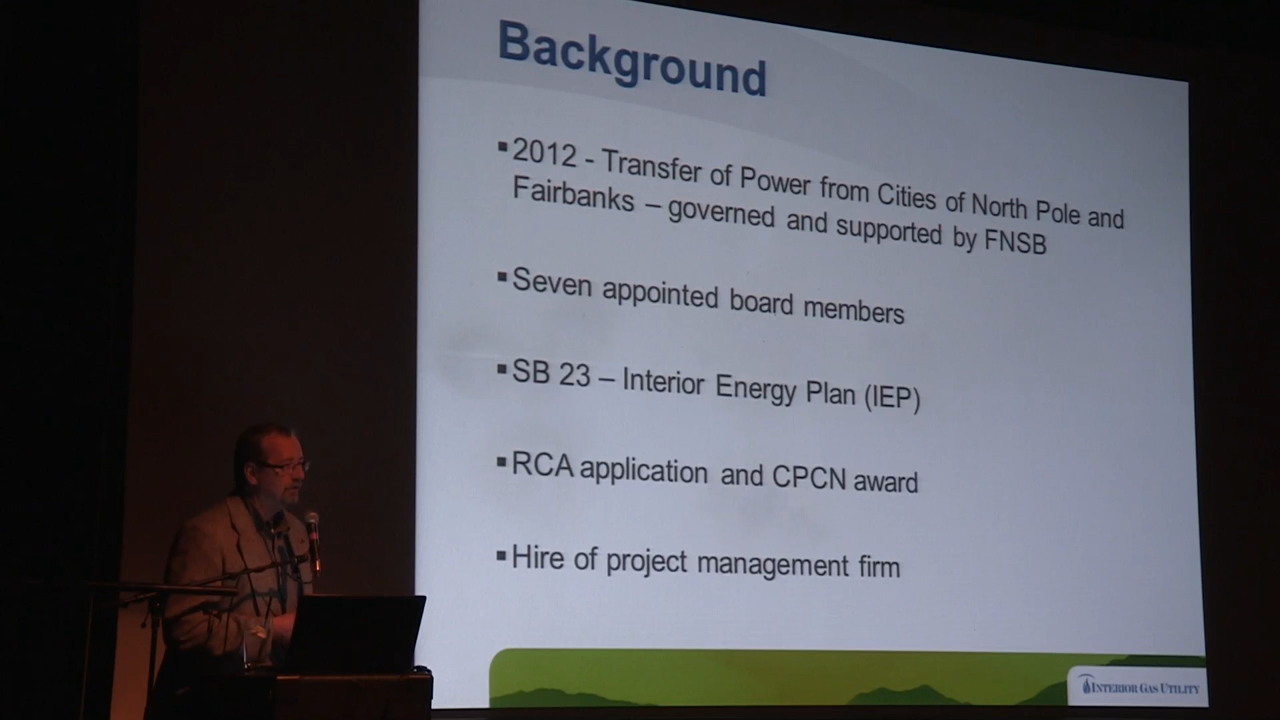 Background
▪2012 - Transfer of Power from Cities of North Pole and
Fairbanks – governed and supported by FNSB
▪Seven appointed board members
▪SB 23 – Interior Energy Plan (IEP)
▪RCA application and CPCN award
▪Hire of project management firm
INTERIOR GAS UTILITY